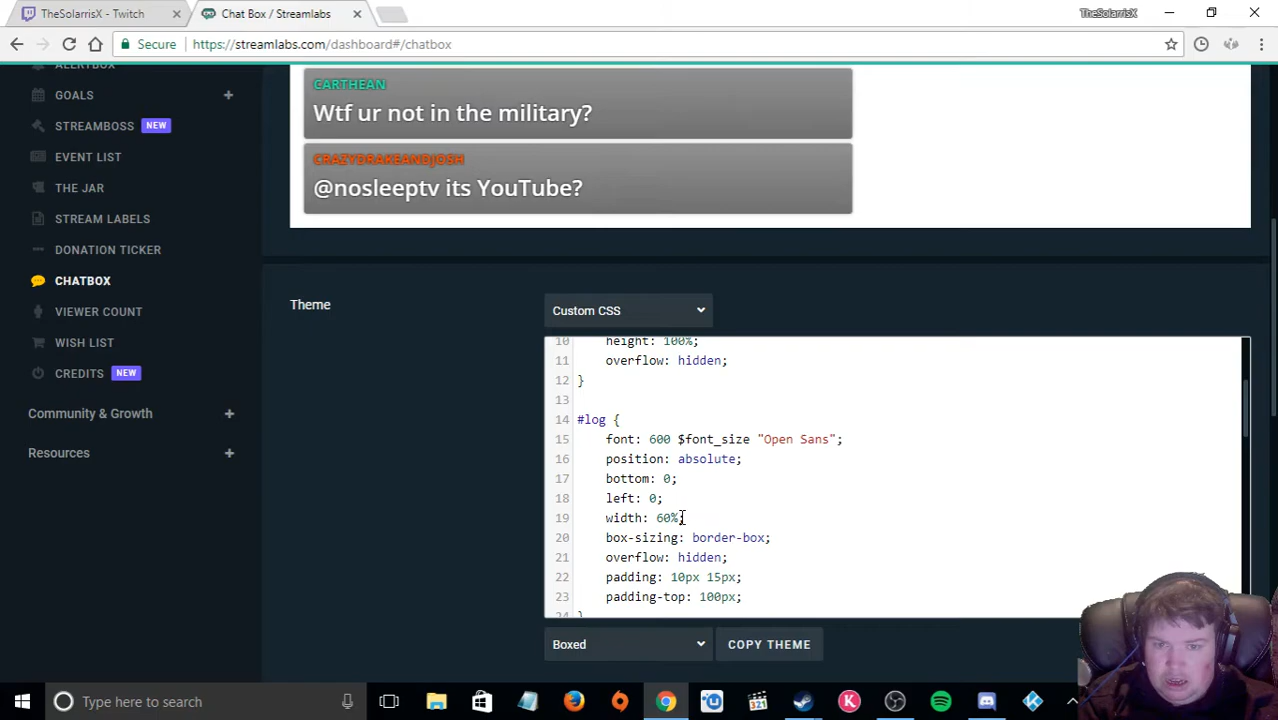 TheSolarrisX - Twitch
Chat Box / Streamlabs
TheSolarrisX
Secure
https://streamlabs.com/dashboard#/chatbox
ALERTBOX
GOALS
STREAMBOSS NEW
EVENT LIST
THE JAR
STREAM LABELS
DONATION TICKER
CHATBOX
VIEWER COUNT
WISH LIST
CREDITS NEW
Community & Growth
Resources
CARTHEAN
Wtf ur not in the military?
CRAZYDRAKEANDJOSH
@nosleeptv its YouTube?
Theme
Custom CSS
10 height: 100%;
11 overflow: hidden;
12 }
13
14 #log {
15 font: 600 $font_size "Open Sans";
16 position: absolute;
17 bottom: 0;
18 left: 0;
19 width: 60%;
20 box-sizing: border-box;
21 overflow: hidden;
22 padding: 10px 15px;
23 padding-top: 100px;
24 }
Boxed
COPY THEME
Type here to search
321
K